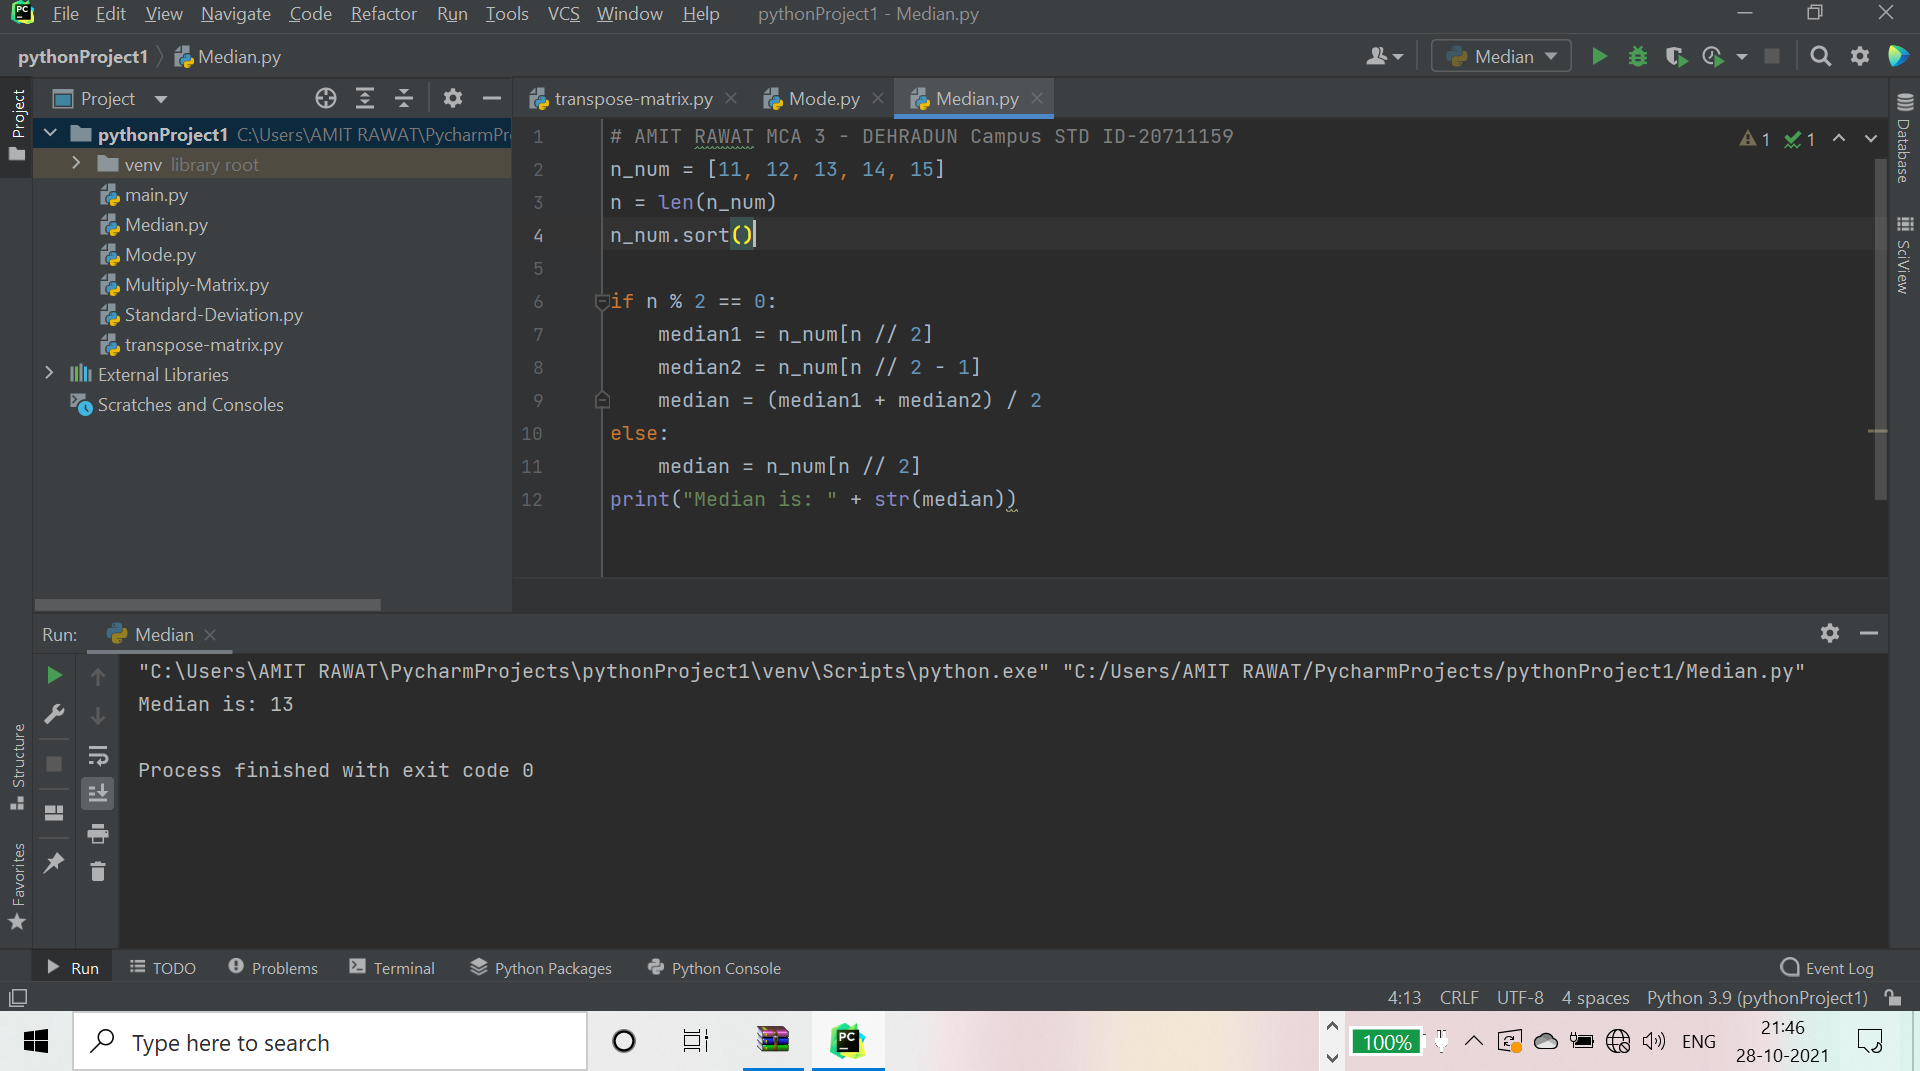 PC File Edit View Navigate Code Refactor Run Tools VCS Window Help pythonProject1 - Median.py
pythonProject1 Median.py Median
Project transpose-matrix.py Mode.py Median.py
Project
pythonProject1 C:\Users\AMIT RAWAT\PycharmPr
venv library root
main.py
Median.py
Mode.py
Multiply-Matrix.py
Standard-Deviation.py
transpose-matrix.py
External Libraries
Scratches and Consoles
1 # AMIT RAWAT MCA 3 - DEHRADUN Campus STD ID-20711159
2 n_num = [11, 12, 13, 14, 15]
3 n = len(n_num)
4 n_num.sort()
5
6 if n % 2 == 0:
7 median1 = n_num[n // 2]
8 median2 = n_num[n // 2 - 1]
9 median = (median1 + median2) / 2
10 else:
11 median = n_num[n // 2]
12 print("Median is: " + str(median))
1 1
Database
SciView
Run: Median
"C:\Users\AMIT RAWAT\PycharmProjects\pythonProject1\venv\Scripts\python.exe" "C:/Users/AMIT RAWAT/PycharmProjects/pythonProject1/Median.py"
Median is: 13
Process finished with exit code 0
Structure
Favorites
Run TODO Problems Terminal Python Packages Python Console Event Log
4:13 CRLF UTF-8 4 spaces Python 3.9 (pythonProject1)
Type here to search PC 100% ENG 21:46
28-10-2021